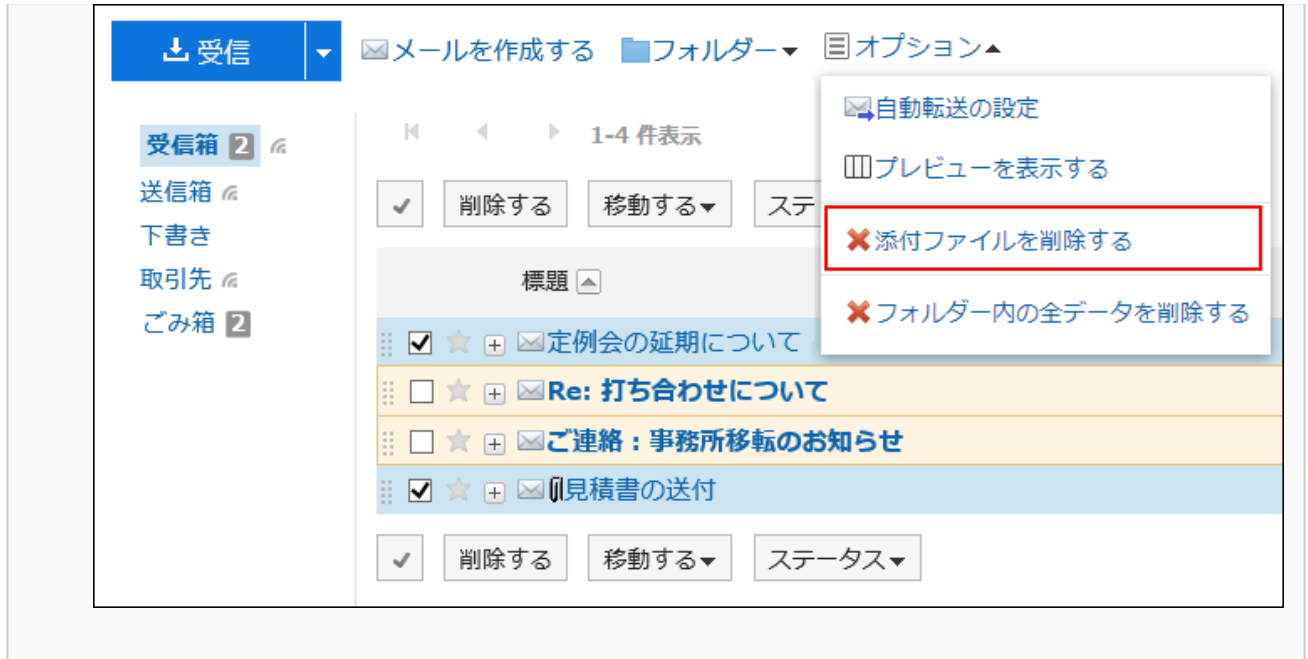 受信 メールを作成する フォルダー オプション
自動転送の設定
プレビューを表示する
添付ファイルを削除する
フォルダー内の全データを削除する
受信箱 2
送信箱
下書き
取引先
ごみ箱 2
1-4 件表示
削除する 移動する ステ
標題
定例会の延期について
Re: 打ち合わせについて
ご連絡：事務所移転のお知らせ
見積書の送付
削除する 移動する ステータス